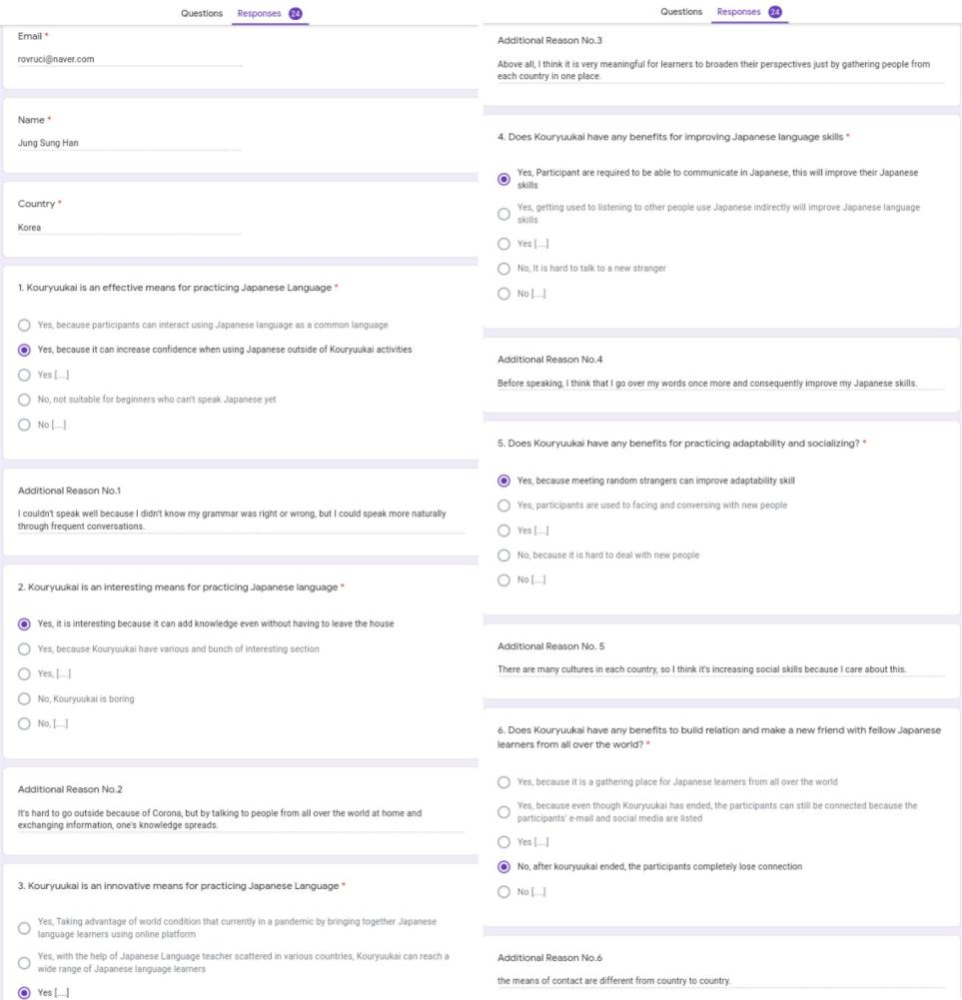 Questions Responses 24
Email *
rovruci@naver.com
Name *
Jung Sung Han
Country *
Korea
1. Kouryuukai is an effective means for practicing Japanese Language *
Yes, because participants can interact using Japanese language as a common language
Yes, because it can increase confidence when using Japanese outside of Kouryuukai activities
Yes [....]
No, not suitable for beginners who can't speak Japanese yet
No [....]
Additional Reason No.1
I couldn't speak well because I didn't know my grammar was right or wrong, but I could speak more naturally
through frequent conversations.
2. Kouryuukai is an interesting means for practicing Japanese language *
Yes, it is interesting because it can add knowledge even without having to leave the house
Yes, because Kouryuukai have various and bunch of interesting section
Yes, [....]
No, Kouryuukai is boring
No, [....]
Additional Reason No.2
It's hard to go outside because of Corona, but by talking to people from all over the world at home and
exchanging information, one's knowledge spreads.
3. Kouryuukai is an innovative means for practicing Japanese Language *
Yes, Taking advantage of world condition that currently in a pandemic by bringing together Japanese
language learners using online platform
Yes, with the help of Japanese Language teacher scattered in various countries, Kouryuukai can reach a
wide range of Japanese language learners
Yes [....]
Questions Responses 24
Additional Reason No.3
Above all, I think it is very meaningful for learners to broaden their perspectives just by gathering people from
each country in one place.
4. Does Kouryuukai have any benefits for improving Japanese language skills *
Yes, Participant are required to be able to communicate in Japanese, this will improve their Japanese
skills
Yes, getting used to listening to other people use Japanese indirectly will improve Japanese language
skills
Yes [....]
No, It is hard to talk to a new stranger
No [....]
Additional Reason No.4
Before speaking, I think that I go over my words once more and consequently improve my Japanese skills.
5. Does Kouryuukai have any benefits for practicing adaptability and socializing? *
Yes, because meeting random strangers can improve adaptability skill
Yes, participants are used to facing and conversing with new people
Yes [....]
No, because it is hard to deal with new people
No [....]
Additional Reason No. 5
There are many cultures in each country, so I think it's increasing social skills because I care about this.
6. Does Kouryuukai have any benefits to build relation and make a new friend with fellow Japanese
learners from all over the world? *
Yes, because it is a gathering place for Japanese learners from all over the world
Yes, because even though Kouryuukai has ended, the participants can still be connected because the
participants' e-mail and social media are listed
Yes [....]
No, after kouryuukai ended, the participants completely lose connection
No [....]
Additional Reason No.6
the means of contact are different from country to country.